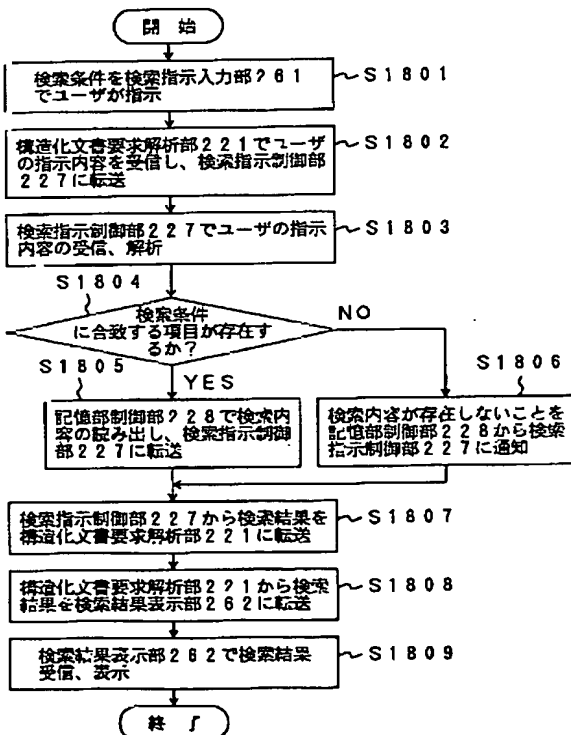 開 始
検索条件を検索指示入力部261
でユーザが指示
S1801
構造化文書要求解析部221でユーザ
の指示内容を受信し、検索指示制御部
227に転送
S1802
検索指示制御部227でユーザの指示
内容の受信、解析
S1803
S1804
検索条件
に合致する項目が存在す
るか?
NO
YES
S1805
記憶部制御部228で検索内
容の読み出し、検索指示制御
部227に転送
S1806
検索内容が存在しないことを
記憶部制御部228から検索
指示制御部227に通知
検索指示制御部227から検索結果を
構造化文書要求解析部221に転送
S1807
構造化文書要求解析部221から検索
結果を検索結果表示部262に転送
S1808
検索結果表示部262で検索結果
受信、表示
S1809
終 了